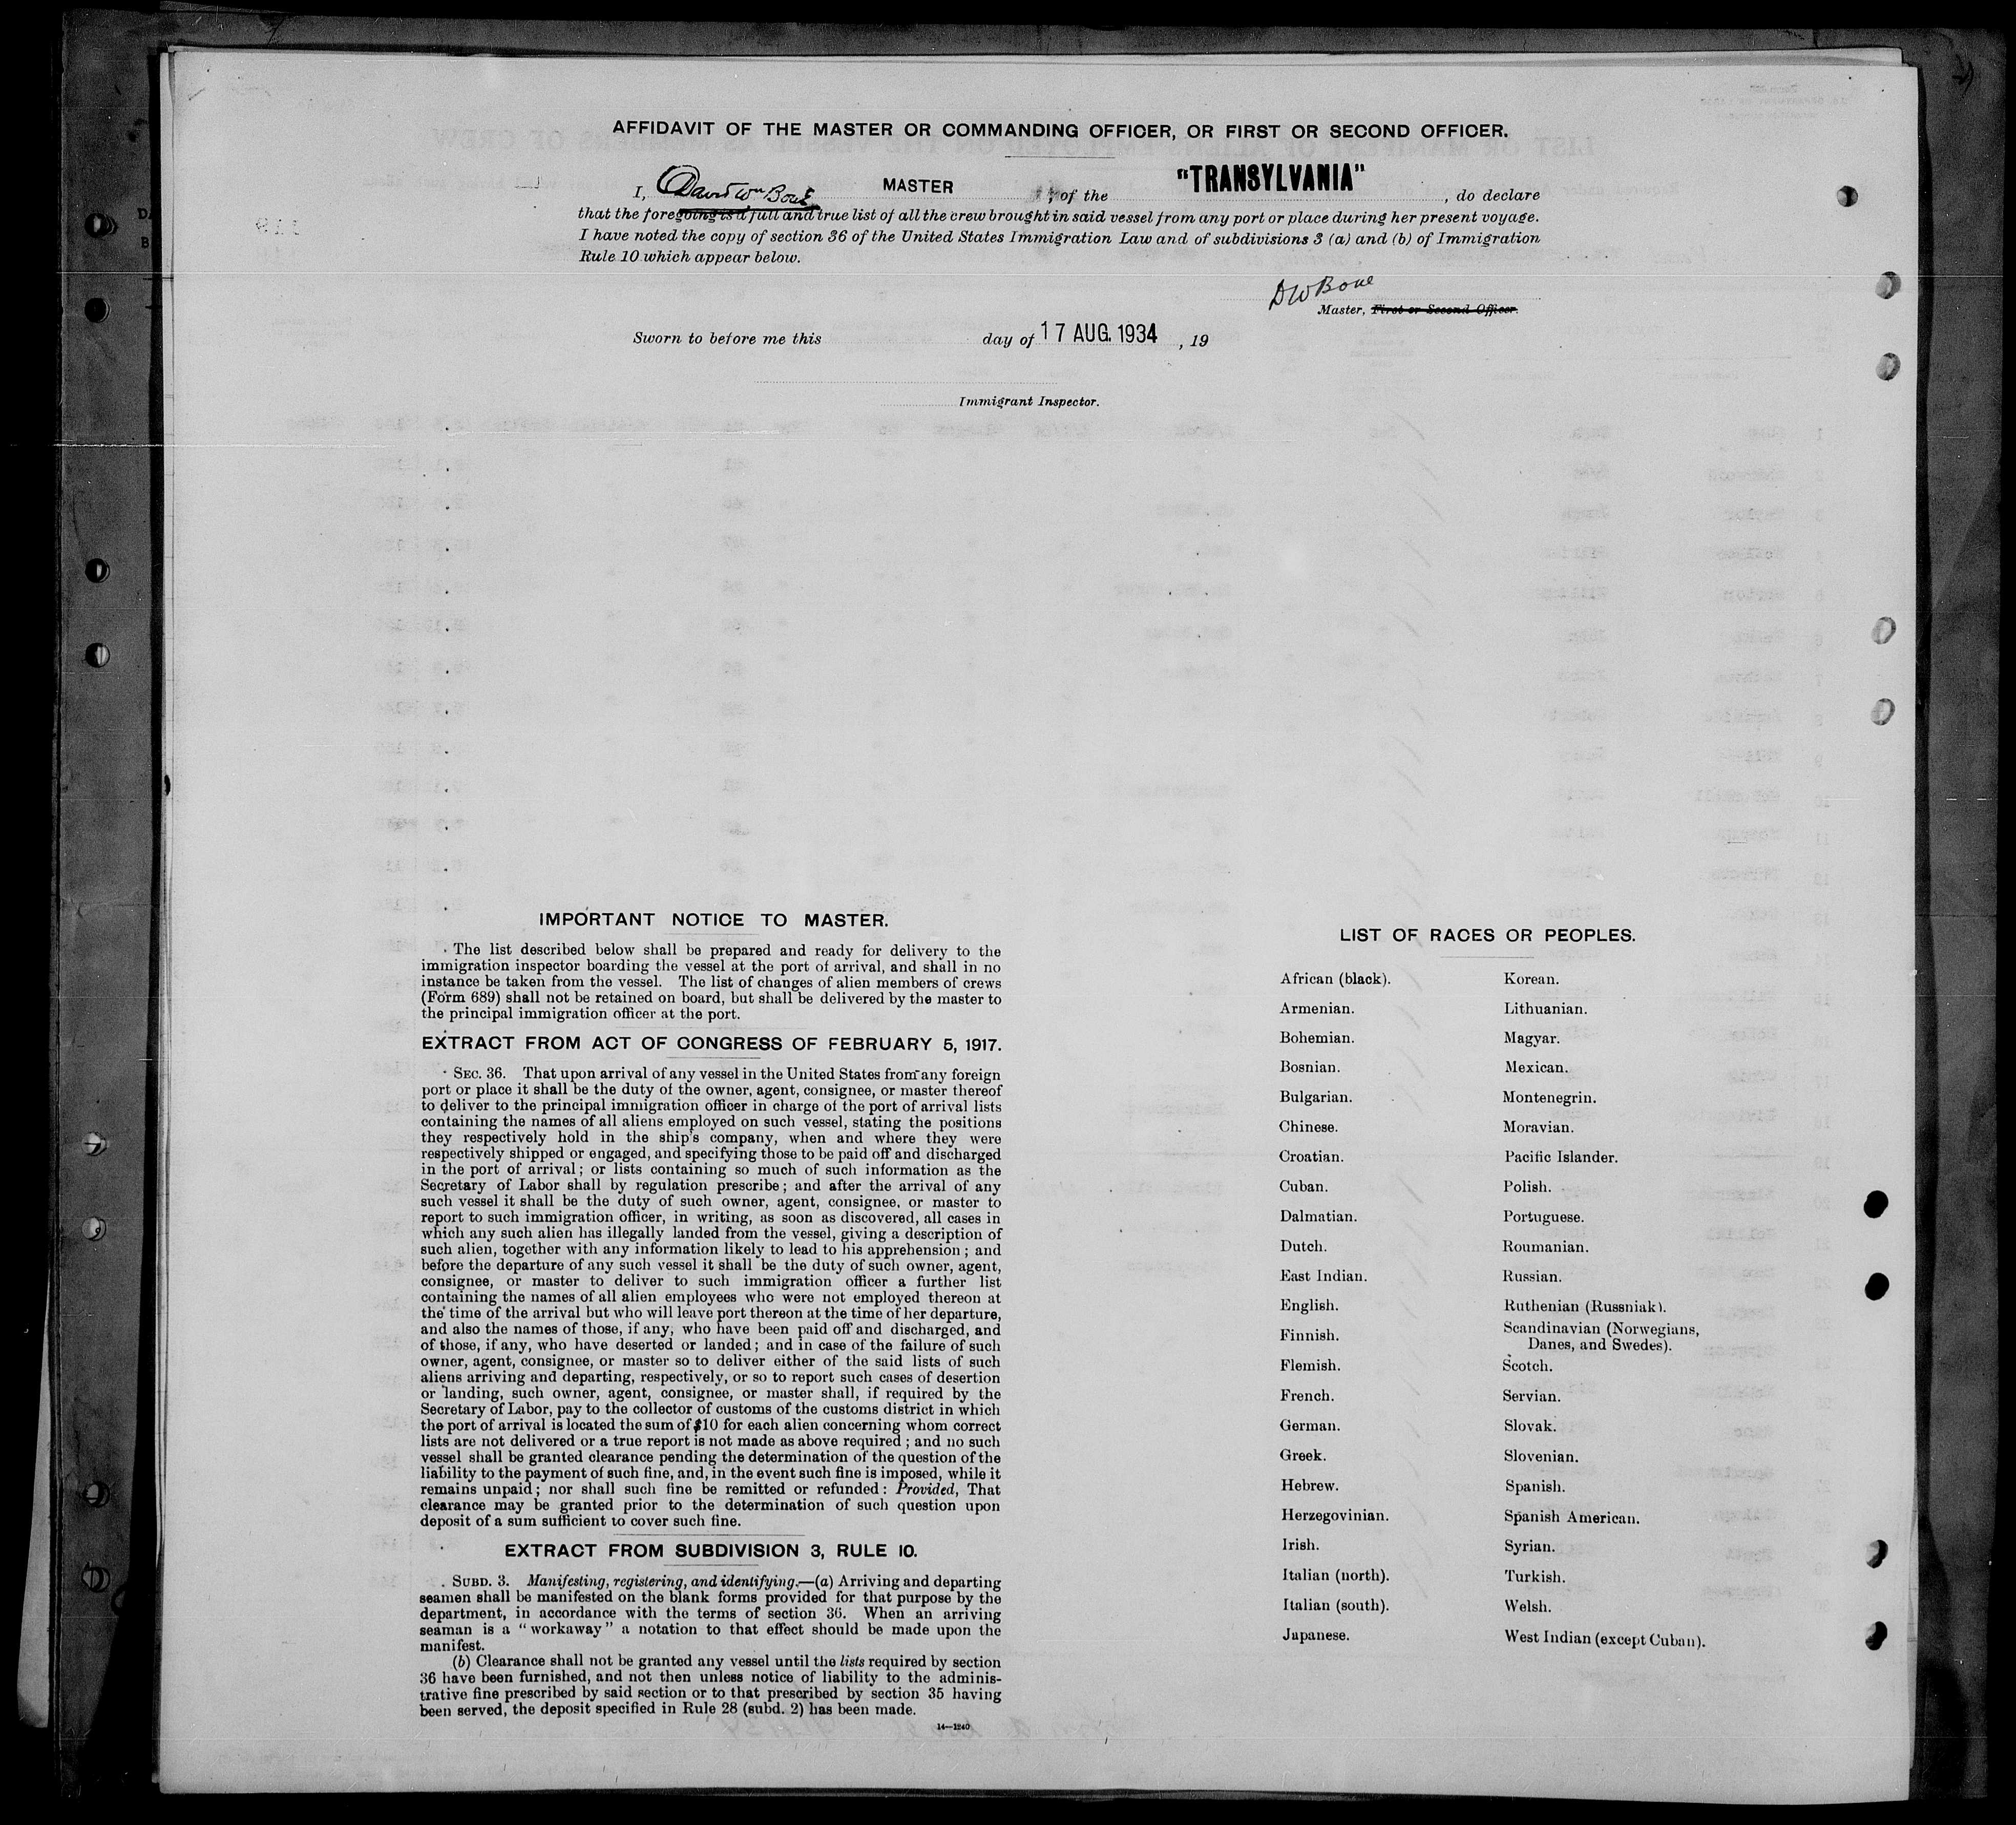 AFFIDAVIT OF THE MASTER OR COMMANDING OFFICER, OR FIRST OR SECOND OFFICER.
I, David Wm Bone MASTER of the "TRANSYLVANIA", do declare
that the foregoing is a full and true list of all the crew brought in said vessel from any port or place during her present voyage.
I have noted the copy of section 36 of the United States Immigration Law and of subdivisions 3 (a) and (b) of Immigration
Rule 10 which appear below.
DWBone
Master, First or Second Officer.
Sworn to before me this day of 17 AUG. 1934, 19
Immigrant Inspector.
IMPORTANT NOTICE TO MASTER.
The list described below shall be prepared and ready for delivery to the
immigration inspector boarding the vessel at the port of arrival, and shall in no
instance be taken from the vessel. The list of changes of alien members of crews
(Form 689) shall not be retained on board, but shall be delivered by the master to
the principal immigration officer at the port.
EXTRACT FROM ACT OF CONGRESS OF FEBRUARY 5, 1917.
SEC. 36. That upon arrival of any vessel in the United States from any foreign
port or place it shall be the duty of the owner, agent, consignee, or master thereof
to deliver to the principal immigration officer in charge of the port of arrival lists
containing the names of all aliens employed on such vessel, stating the positions
they respectively hold in the ship's company, when and where they were
respectively shipped or engaged, and specifying those to be paid off and discharged
in the port of arrival; or lists containing so much of such information as the
Secretary of Labor shall by regulation prescribe; and after the arrival of any
such vessel it shall be the duty of such owner, agent, consignee, or master to
report to such immigration officer, in writing, as soon as discovered, all cases in
which any such alien has illegally landed from the vessel, giving a description of
such alien, together with any information likely to lead to his apprehension; and
before the departure of any such vessel it shall be the duty of such owner, agent,
consignee, or master to deliver to such immigration officer a further list
containing the names of all alien employees who were not employed thereon at
the time of the arrival but who will leave port thereon at the time of her departure,
and also the names of those, if any, who have been paid off and discharged, and
of those, if any, who have deserted or landed; and in case of the failure of such
owner, agent, consignee, or master so to deliver either of the said lists of such
aliens arriving and departing, respectively, or so to report such cases of desertion
or landing, such owner, agent, consignee, or master shall, if required by the
Secretary of Labor, pay to the collector of customs of the customs district in which
the port of arrival is located the sum of $10 for each alien concerning whom correct
lists are not delivered or a true report is not made as above required; and no such
vessel shall be granted clearance pending the determination of the question of the
liability to the payment of such fine, and, in the event such fine is imposed, while it
remains unpaid; nor shall such fine be remitted or refunded: Provided, That
clearance may be granted prior to the determination of such question upon
deposit of a sum sufficient to cover such fine.
EXTRACT FROM SUBDIVISION 3, RULE 10.
SUBD. 3. Manifesting, registering, and identifying.—(a) Arriving and departing
seamen shall be manifested on the blank forms provided for that purpose by the
department, in accordance with the terms of section 36. When an arriving
seaman is a "workaway" a notation to that effect should be made upon the
manifest.
(b) Clearance shall not be granted any vessel until the lists required by section
36 have been furnished, and not then unless notice of liability to the adminis-
trative fine prescribed by said section or to that prescribed by section 35 having
been served, the deposit specified in Rule 28 (subd. 2) has been made.
14—1240
LIST OF RACES OR PEOPLES.
African (black).
Armenian.
Bohemian.
Bosnian.
Bulgarian.
Chinese.
Croatian.
Cuban.
Dalmatian.
Dutch.
East Indian.
English.
Finnish.
Flemish.
French.
German.
Greek.
Hebrew.
Herzegovinian.
Irish.
Italian (north).
Italian (south).
Japanese.
Korean.
Lithuanian.
Magyar.
Mexican.
Montenegrin.
Moravian.
Pacific Islander.
Polish.
Portuguese.
Roumanian.
Russian.
Ruthenian (Russniak).
Scandinavian (Norwegians,
Danes, and Swedes).
Scotch.
Servian.
Slovak.
Slovenian.
Spanish.
Spanish American.
Syrian.
Turkish.
Welsh.
West Indian (except Cuban).